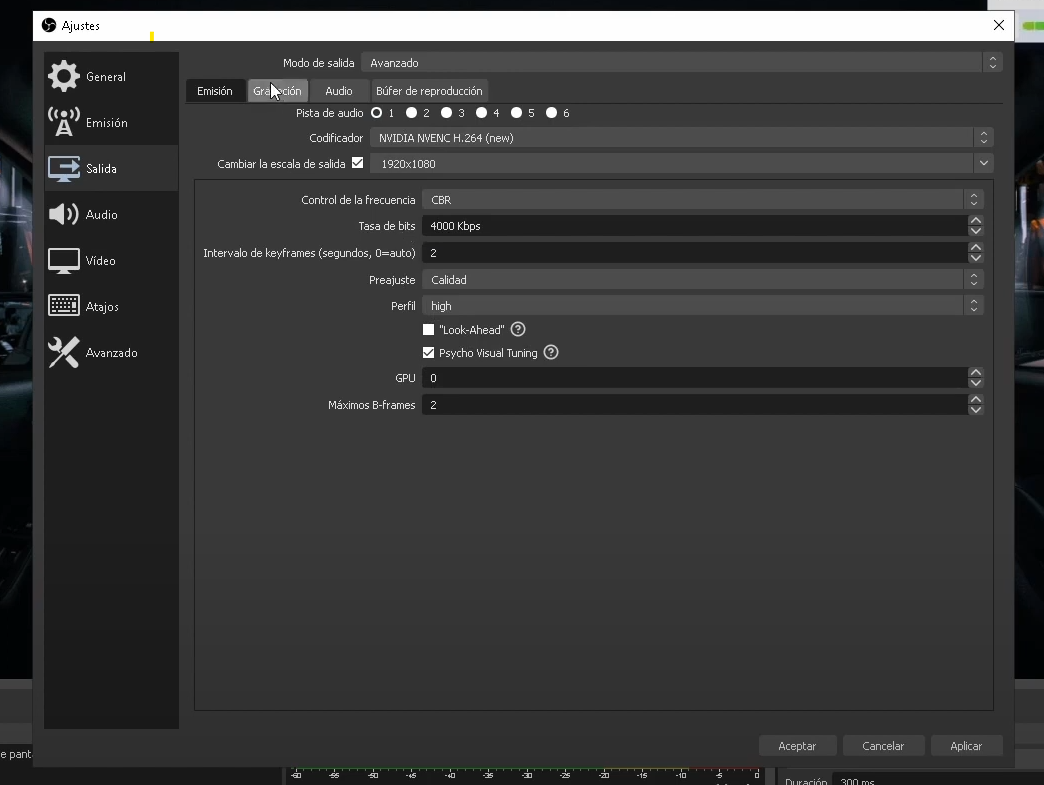 Ajustes
Modo de salida Avanzado
General
Emisión
Salida
Audio
Vídeo
Atajos
Avanzado
Emisión Grabación Audio Búfer de reproducción
Pista de audio 1 2 3 4 5 6
Codificador NVIDIA NVENC H.264 (new)
Cambiar la escala de salida 1920x1080
Control de la frecuencia CBR
Tasa de bits 4000 Kbps
Intervalo de keyframes (segundos, 0=auto) 2
Preajuste Calidad
Perfil high
"Look-Ahead" ?
Psycho Visual Tuning ?
GPU 0
Máximos B-frames 2
Aceptar Cancelar Aplicar
e pant
-60 -55 -50 -45 -40 -35 -30 -25 -20 -15 -10 -5 0
Duración 300 ms